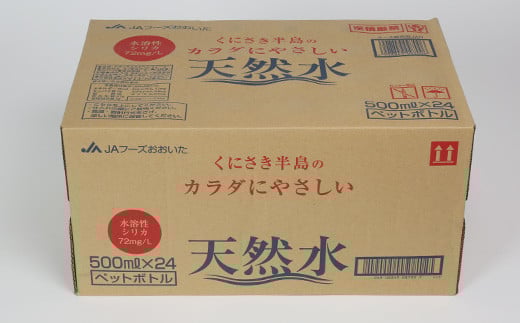 水溶性
シリカ
72mg/L
くにさき半島の
カラダにやさしい
天然水
500ml×24
ペットボトル
JAフーズおおいた
くにさき半島の
カラダにやさしい
水溶性
シリカ
72mg/L
天然水
500ml×24
ペットボトル